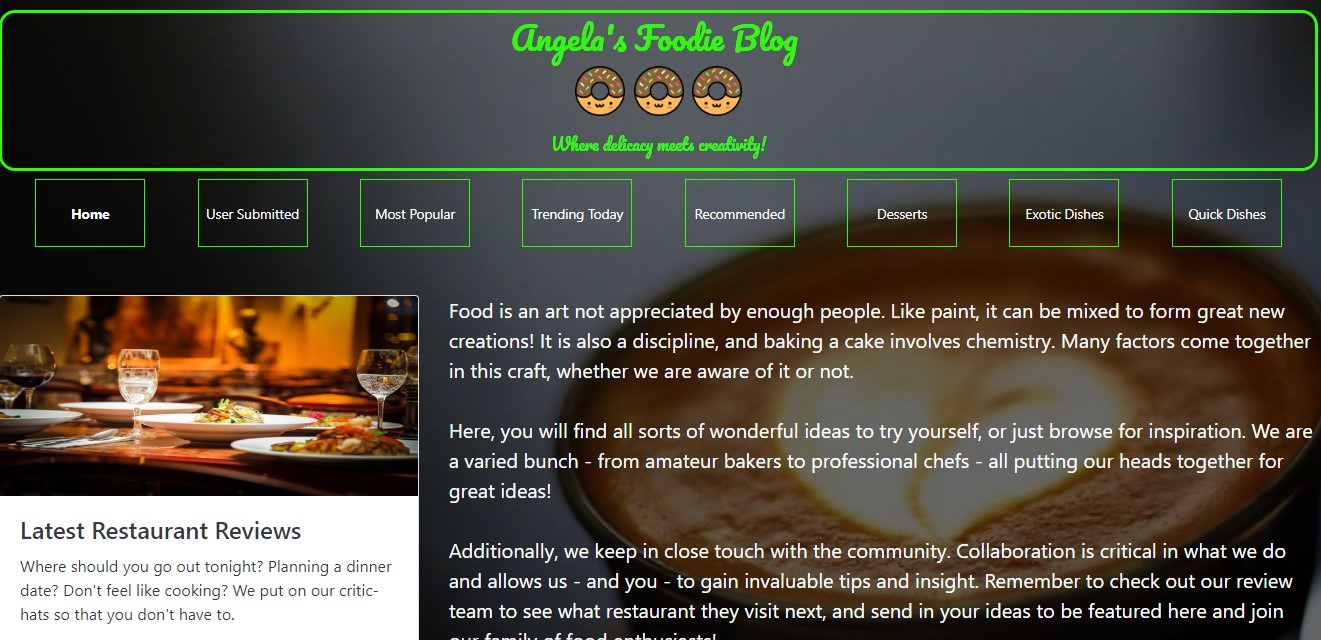 Angela's Foodie Blog
Where delicacy meets creativity!
Home
User Submitted
Most Popular
Trending Today
Recommended
Desserts
Exotic Dishes
Quick Dishes
Latest Restaurant Reviews
Where should you go out tonight? Planning a dinner
date? Don't feel like cooking? We put on our critic-
hats so that you don't have to.
Food is an art not appreciated by enough people. Like paint, it can be mixed to form great new
creations! It is also a discipline, and baking a cake involves chemistry. Many factors come together
in this craft, whether we are aware of it or not.
Here, you will find all sorts of wonderful ideas to try yourself, or just browse for inspiration. We are
a varied bunch - from amateur bakers to professional chefs - all putting our heads together for
great ideas!
Additionally, we keep in close touch with the community. Collaboration is critical in what we do
and allows us - and you - to gain invaluable tips and insight. Remember to check out our review
team to see what restaurant they visit next, and send in your ideas to be featured here and join
our family of food enthusiasts!